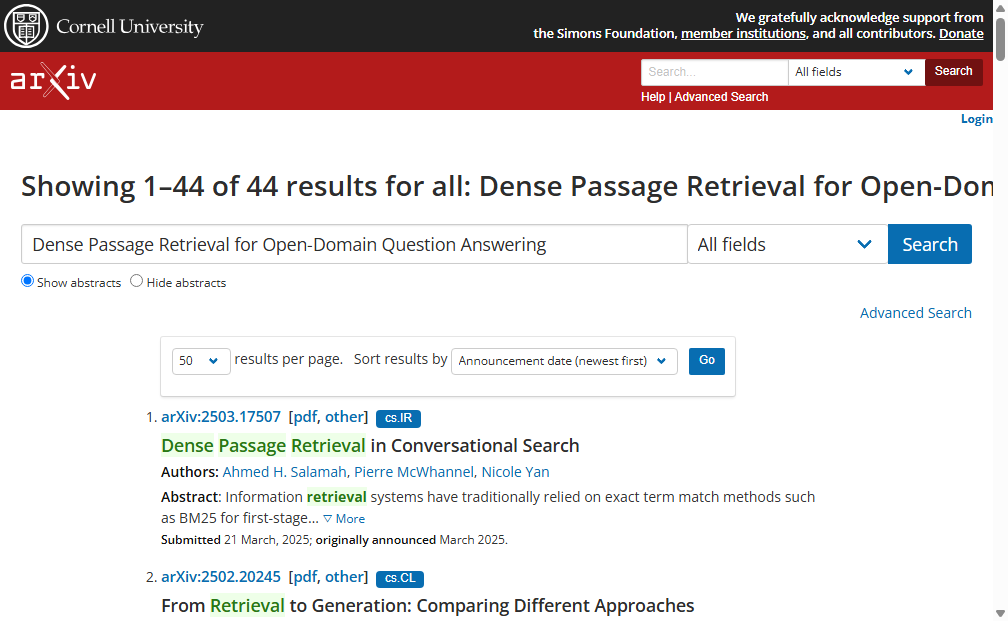 Cornell University
We gratefully acknowledge support from
the Simons Foundation, member institutions, and all contributors. Donate
arXiv
Search...
All fields
Search
Help | Advanced Search
Login
Showing 1–44 of 44 results for all: Dense Passage Retrieval for Open-Don
Dense Passage Retrieval for Open-Domain Question Answering
All fields
Search
Show abstracts Hide abstracts
Advanced Search
50 results per page. Sort results by Announcement date (newest first) Go
1. arXiv:2503.17507 [pdf, other] cs.IR
Dense Passage Retrieval in Conversational Search
Authors: Ahmed H. Salamah, Pierre McWhannel, Nicole Yan
Abstract: Information retrieval systems have traditionally relied on exact term match methods such
as BM25 for first-stage… ▽ More
Submitted 21 March, 2025; originally announced March 2025.
2. arXiv:2502.20245 [pdf, other] cs.CL
From Retrieval to Generation: Comparing Different Approaches